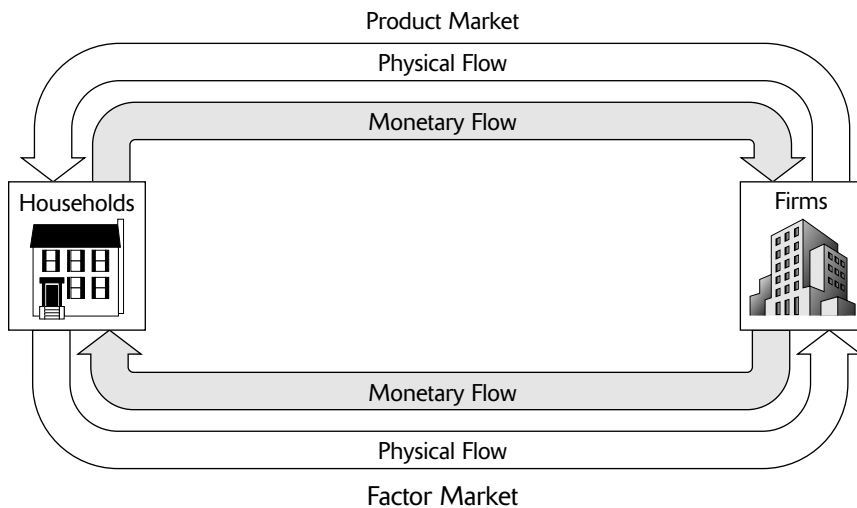 Product Market
Physical Flow
Monetary Flow
Households
Firms
Monetary Flow
Physical Flow
Factor Market